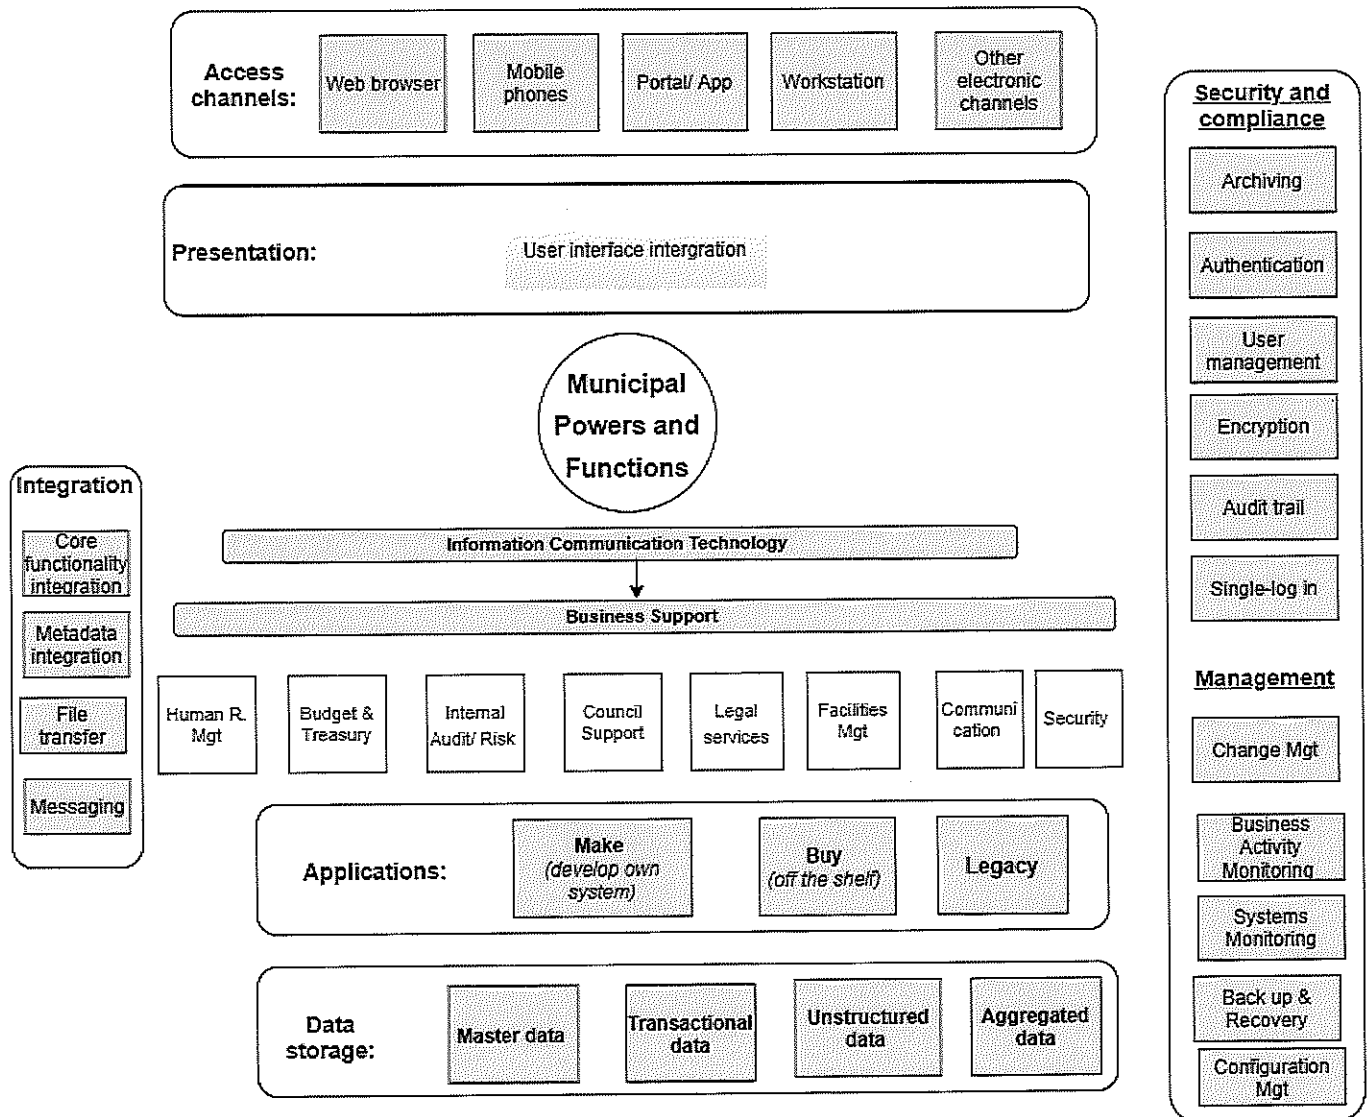 Access
channels:
Web browser
Mobile
phones
Portal/ App
Workstation
Other
electronic
channels
Presentation:
User interface intergration
Municipal
Powers and
Functions
Information Communication Technology
Business Support
Integration
Core
functionality
integration
Metadata
integration
File
transfer
Messaging
Human R.
Mgt
Budget &
Treasury
Internal
Audit/ Risk
Council
Support
Legal
services
Facilities
Mgt
Communi
cation
Security
Applications:
Make
(develop own
system)
Buy
(off the shelf)
Legacy
Data
storage:
Master data
Transactional
data
Unstructured
data
Aggregated
data
Security and
compliance
Archiving
Authentication
User
management
Encryption
Audit trail
Single-log in
Management
Change Mgt
Business
Activity
Monitoring
Systems
Monitoring
Back up &
Recovery
Configuration
Mgt